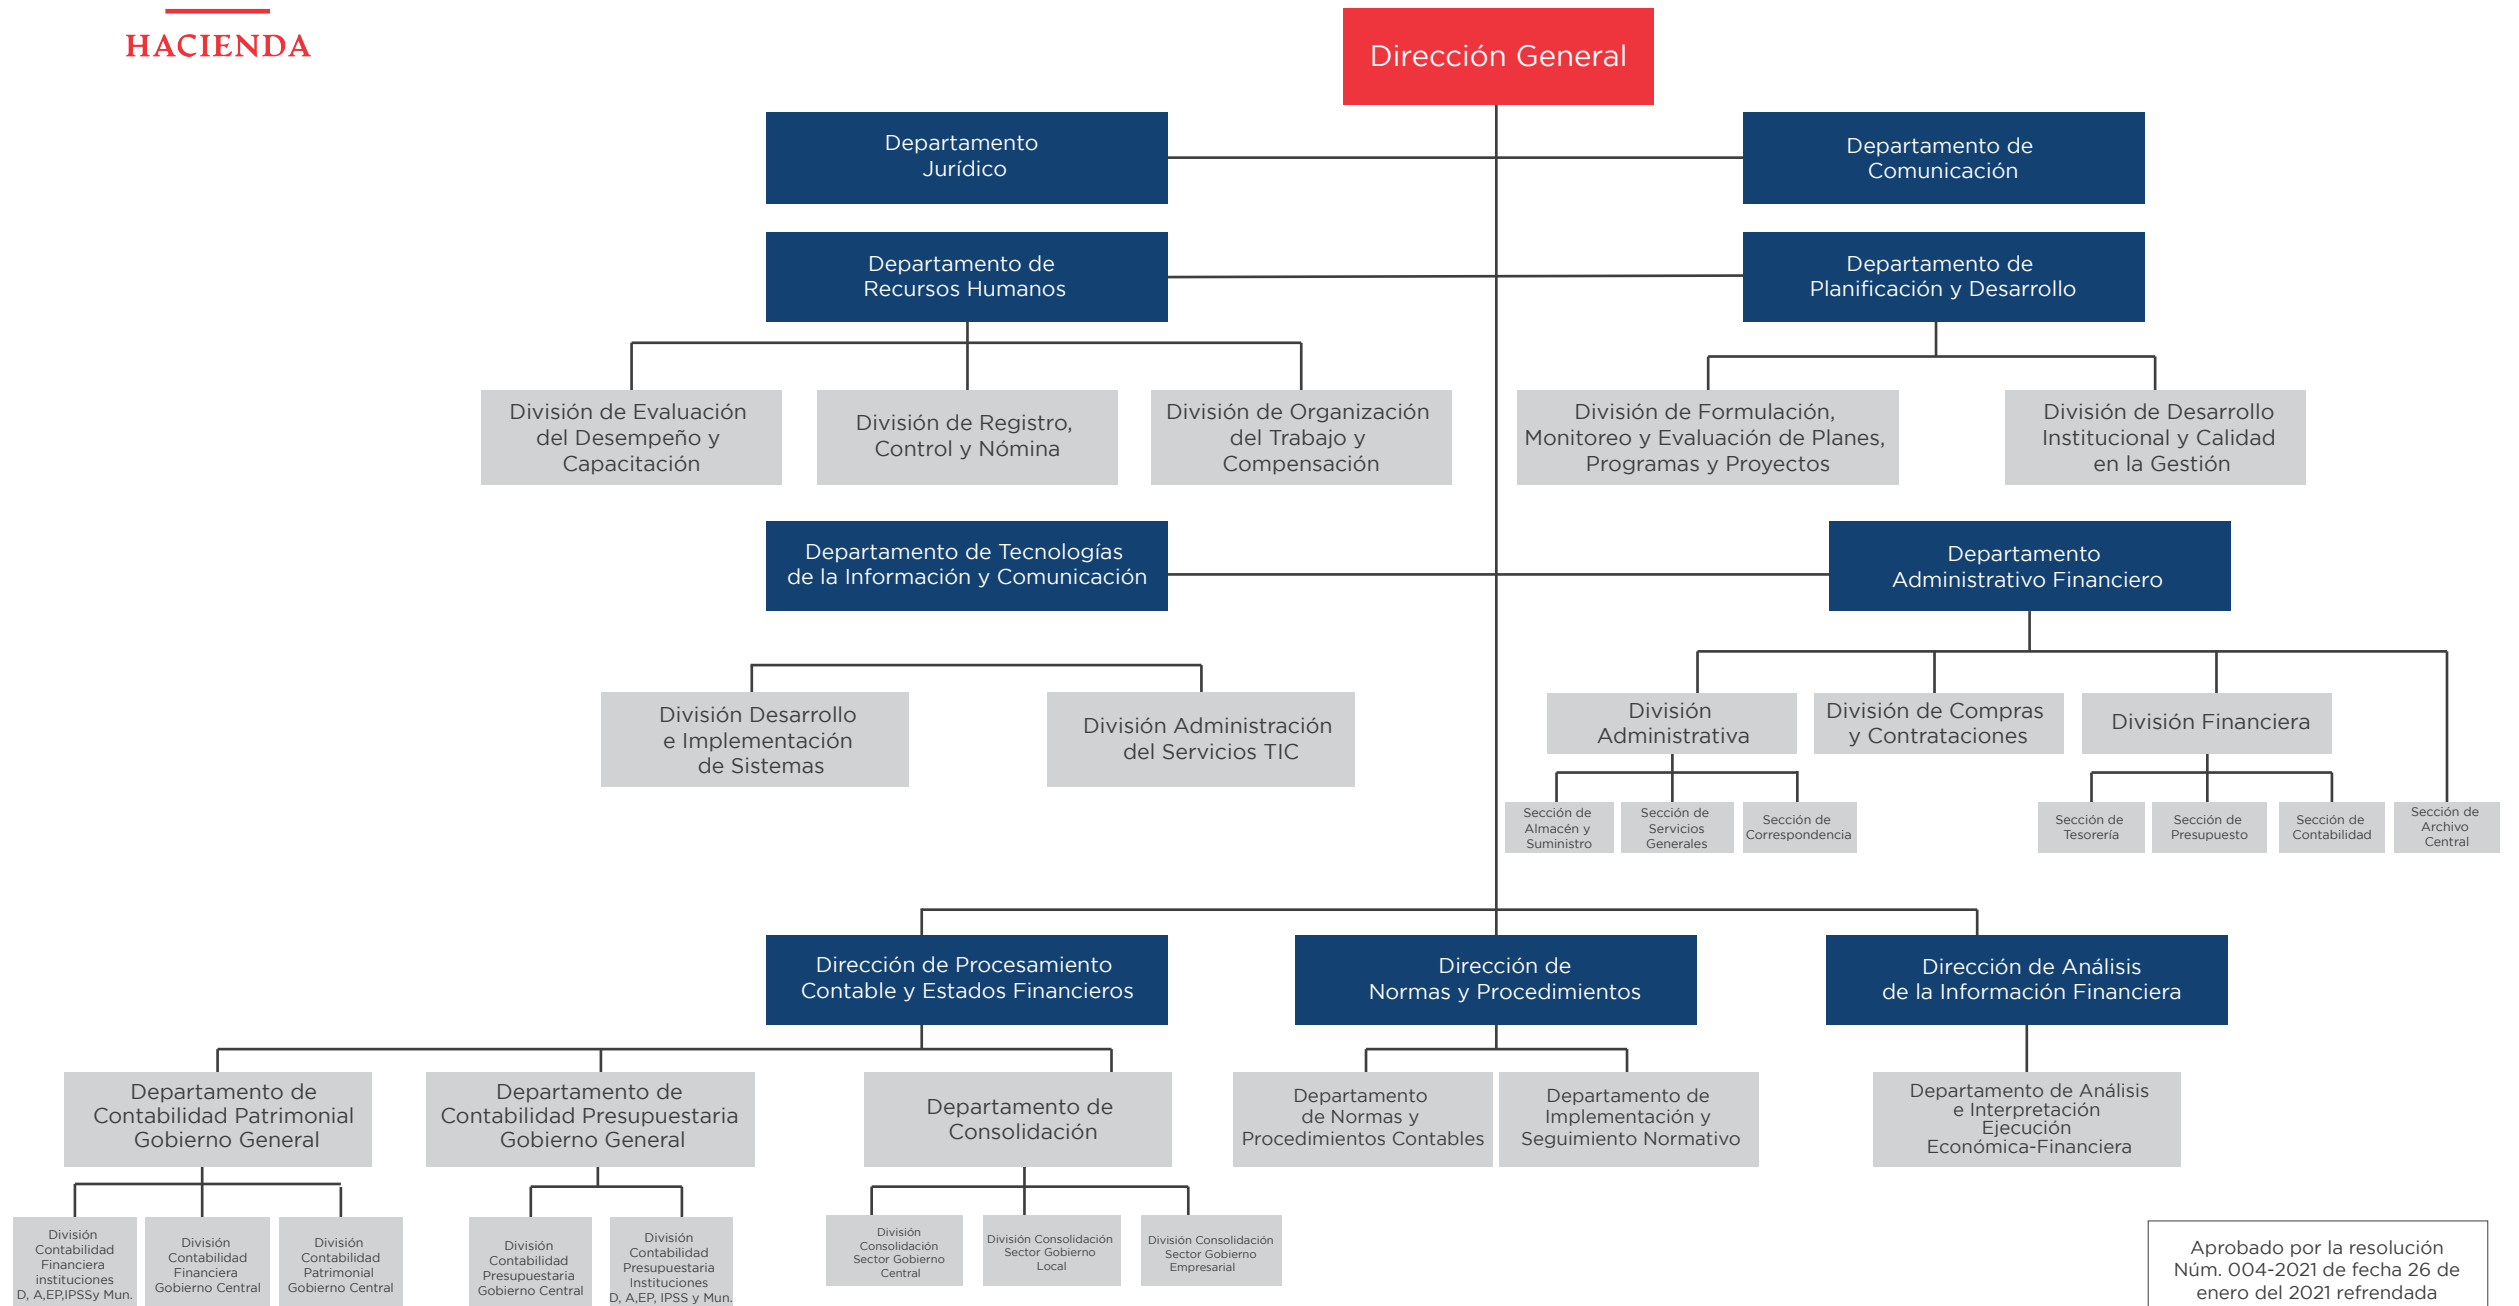 HACIENDA
Dirección General
Departamento
Jurídico
Departamento de
Comunicación
Departamento de
Recursos Humanos
Departamento de
Planificación y Desarrollo
División de Evaluación
del Desempeño y
Capacitación
División de Registro,
Control y Nómina
División de Organización
del Trabajo y
Compensación
División de Formulación,
Monitoreo y Evaluación de Planes,
Programas y Proyectos
División de Desarrollo
Institucional y Calidad
en la Gestión
Departamento de Tecnologías
de la Información y Comunicación
Departamento
Administrativo Financiero
División Desarrollo
e Implementación
de Sistemas
División Administración
del Servicios TIC
División
Administrativa
División de Compras
y Contrataciones
División Financiera
Sección de
Almacén y
Suministro
Sección de
Servicios
Generales
Sección de
Correspondencia
Sección de
Tesorería
Sección de
Presupuesto
Sección de
Contabilidad
Sección de
Archivo
Central
Dirección de Procesamiento
Contable y Estados Financieros
Dirección de
Normas y Procedimientos
Dirección de Análisis
de la Información Financiera
Departamento de
Contabilidad Patrimonial
Gobierno General
Departamento de
Contabilidad Presupuestaria
Gobierno General
Departamento de
Consolidación
Departamento
de Normas y
Procedimientos Contables
Departamento de
Implementación y
Seguimiento Normativo
Departamento de Análisis
e Interpretación
Ejecución
Económica-Financiera
División
Contabilidad
Financiera
instituciones
D, A,EP,IPSSy Mun.
División
Contabilidad
Financiera
Gobierno Central
División
Contabilidad
Patrimonial
Gobierno Central
División
Contabilidad
Presupuestaria
Gobierno Central
División
Contabilidad
Presupuestaria
Instituciones
D, A,EP, IPSS y Mun.
División
Consolidación
Sector Gobierno
Central
División Consolidación
Sector Gobierno
Local
División Consolidación
Sector Gobierno
Empresarial
Aprobado por la resolución
Núm. 004-2021 de fecha 26 de
enero del 2021 refrendada